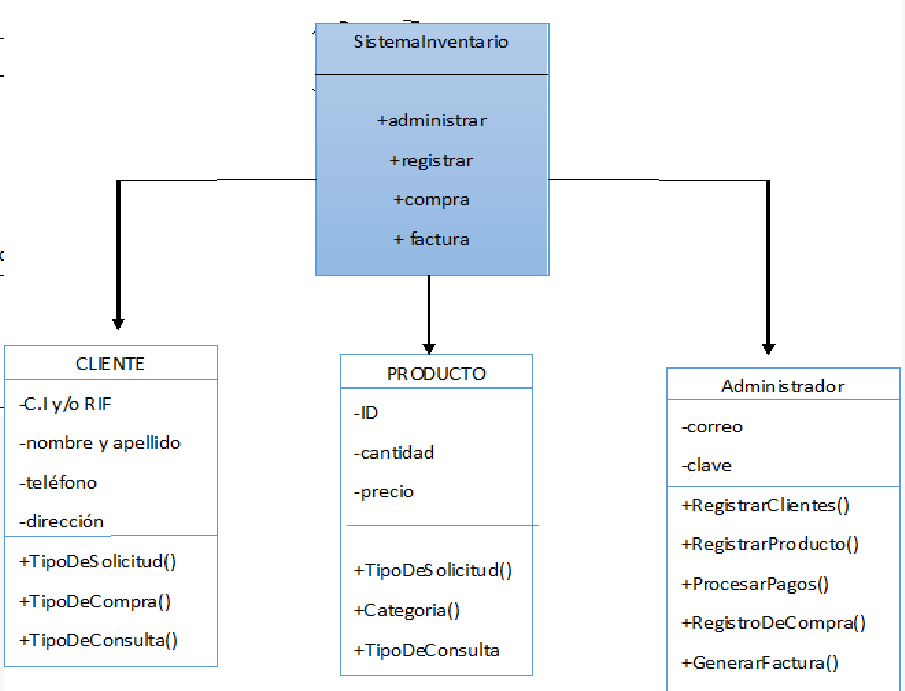 SistemaInventario
+administrar
+registrar
+compra
+ factura
CLIENTE
-C.I y/o RIF
-nombre y apellido
-teléfono
-dirección
+TipoDeSolicitud()
+TipoDeCompra()
+TipoDeConsulta()
PRODUCTO
-ID
-cantidad
-precio
+TipoDeSolicitud()
+Categoria()
+TipoDeConsulta
Administrador
-correo
-clave
+RegistrarClientes()
+RegistrarProducto()
+ProcesarPagos()
+RegistroDeCompra()
+GenerarFactura()